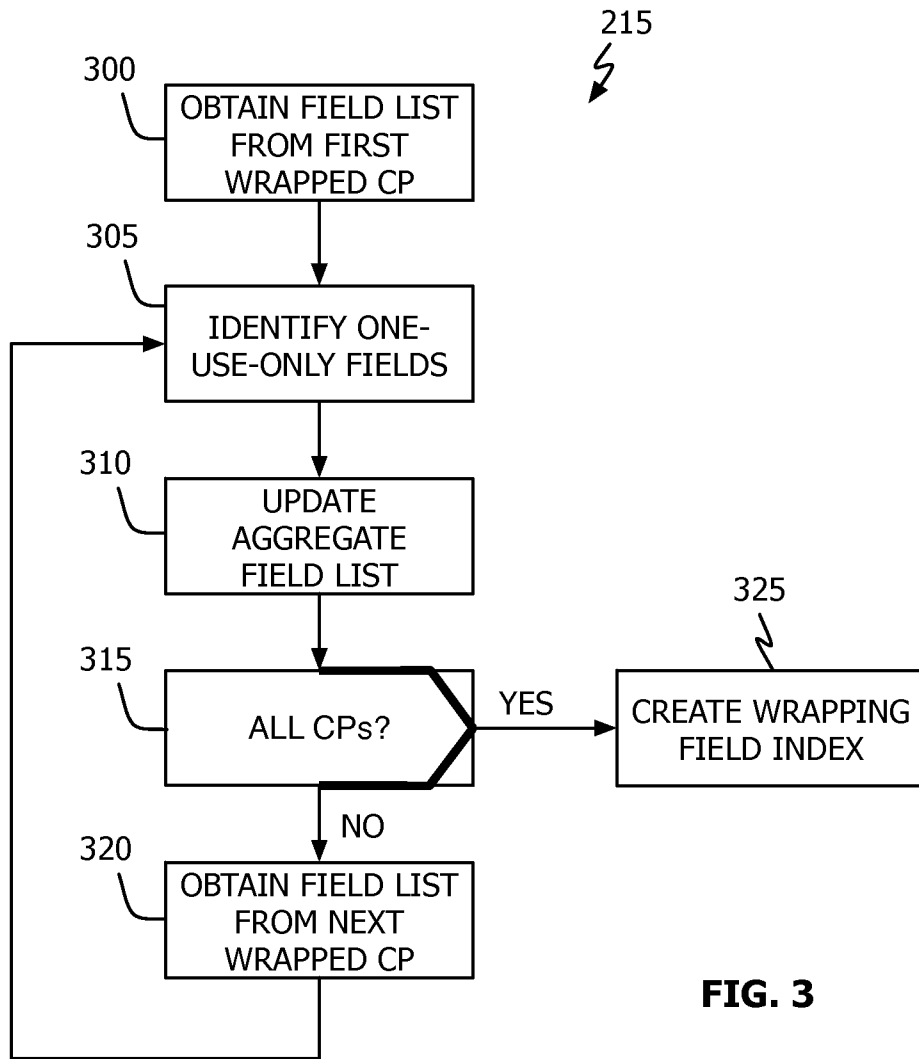 215
300
OBTAIN FIELD LIST
FROM FIRST
WRAPPED CP
305
IDENTIFY ONE-
USE-ONLY FIELDS
310
UPDATE
AGGREGATE
FIELD LIST
315
ALL CPs?
YES
325
CREATE WRAPPING
FIELD INDEX
NO
320
OBTAIN FIELD LIST
FROM NEXT
WRAPPED CP
FIG. 3